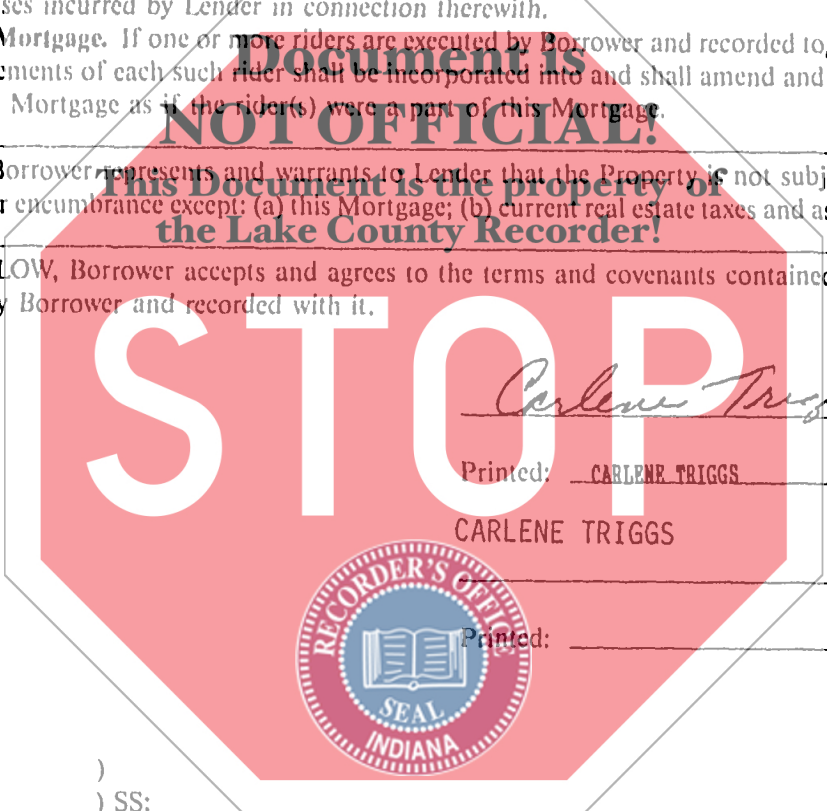 ses incurred by Lender in connection therewith.
Mortgage. If one or more riders are executed by Borrower and recorded to
Document is
ements of each such rider shall be incorporated into and shall amend and
Mortgage as if the rider(s) were a part of this Mortgage.
NOT OFFICIAL!
Borrower represents and warrants to Lender that the Property is not subj
This Document is the property of
r encumbrance except: (a) this Mortgage; (b) current real estate taxes and as
the Lake County Recorder!
LOW, Borrower accepts and agrees to the terms and covenants contained
y Borrower and recorded with it.
STOP
Carlene Trigg
Printed: CARLENE TRIGGS
CARLENE TRIGGS
RECORDER'S OFFICE
Printed:
SEAL
INDIANA
)
) SS: